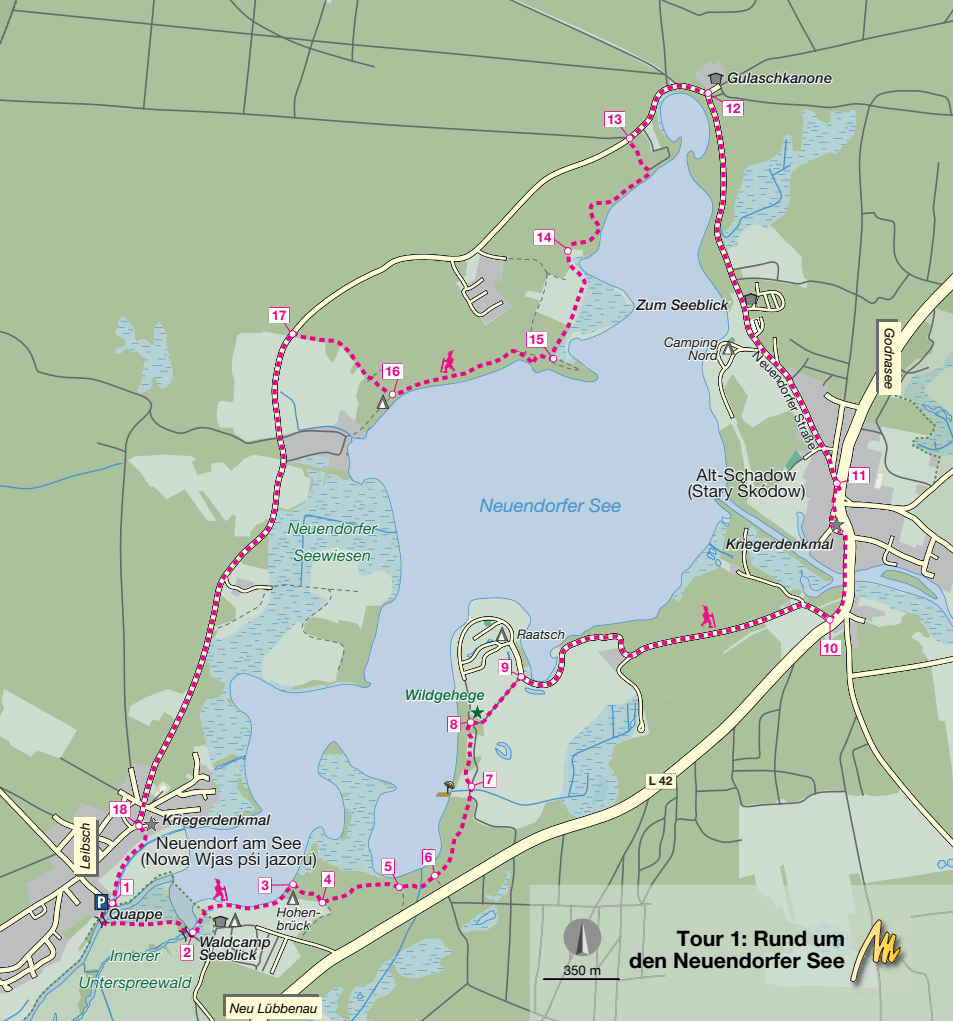 Gulaschkanone
12
13
14
Zum Seeblick
Godnasee
17
15
Camping
Nord
Neuendorfer Straße
16
Alt-Schadow
(Stary Škódow)
11
Neuendorfer See
Neuendorfer
Seewiesen
Kriegerdenkmal
Raatsch
10
9
Wildgehege
8
7
L 42
18
Kriegerdenkmal
Neuendorf am See
(Nowa Wjas pśi jazoru)
Leibsch
6
5
4
3
1
P
Quappe
Hohen-
brück
2
Waldcamp
Seeblick
Innerer
Unterspreewald
Neu Lübbenau
350 m
Tour 1: Rund um
den Neuendorfer See